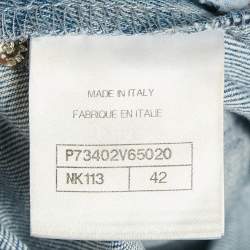 MADE IN ITALY
FABRIQUE EN ITALIE
P73402V65020
NK113 42